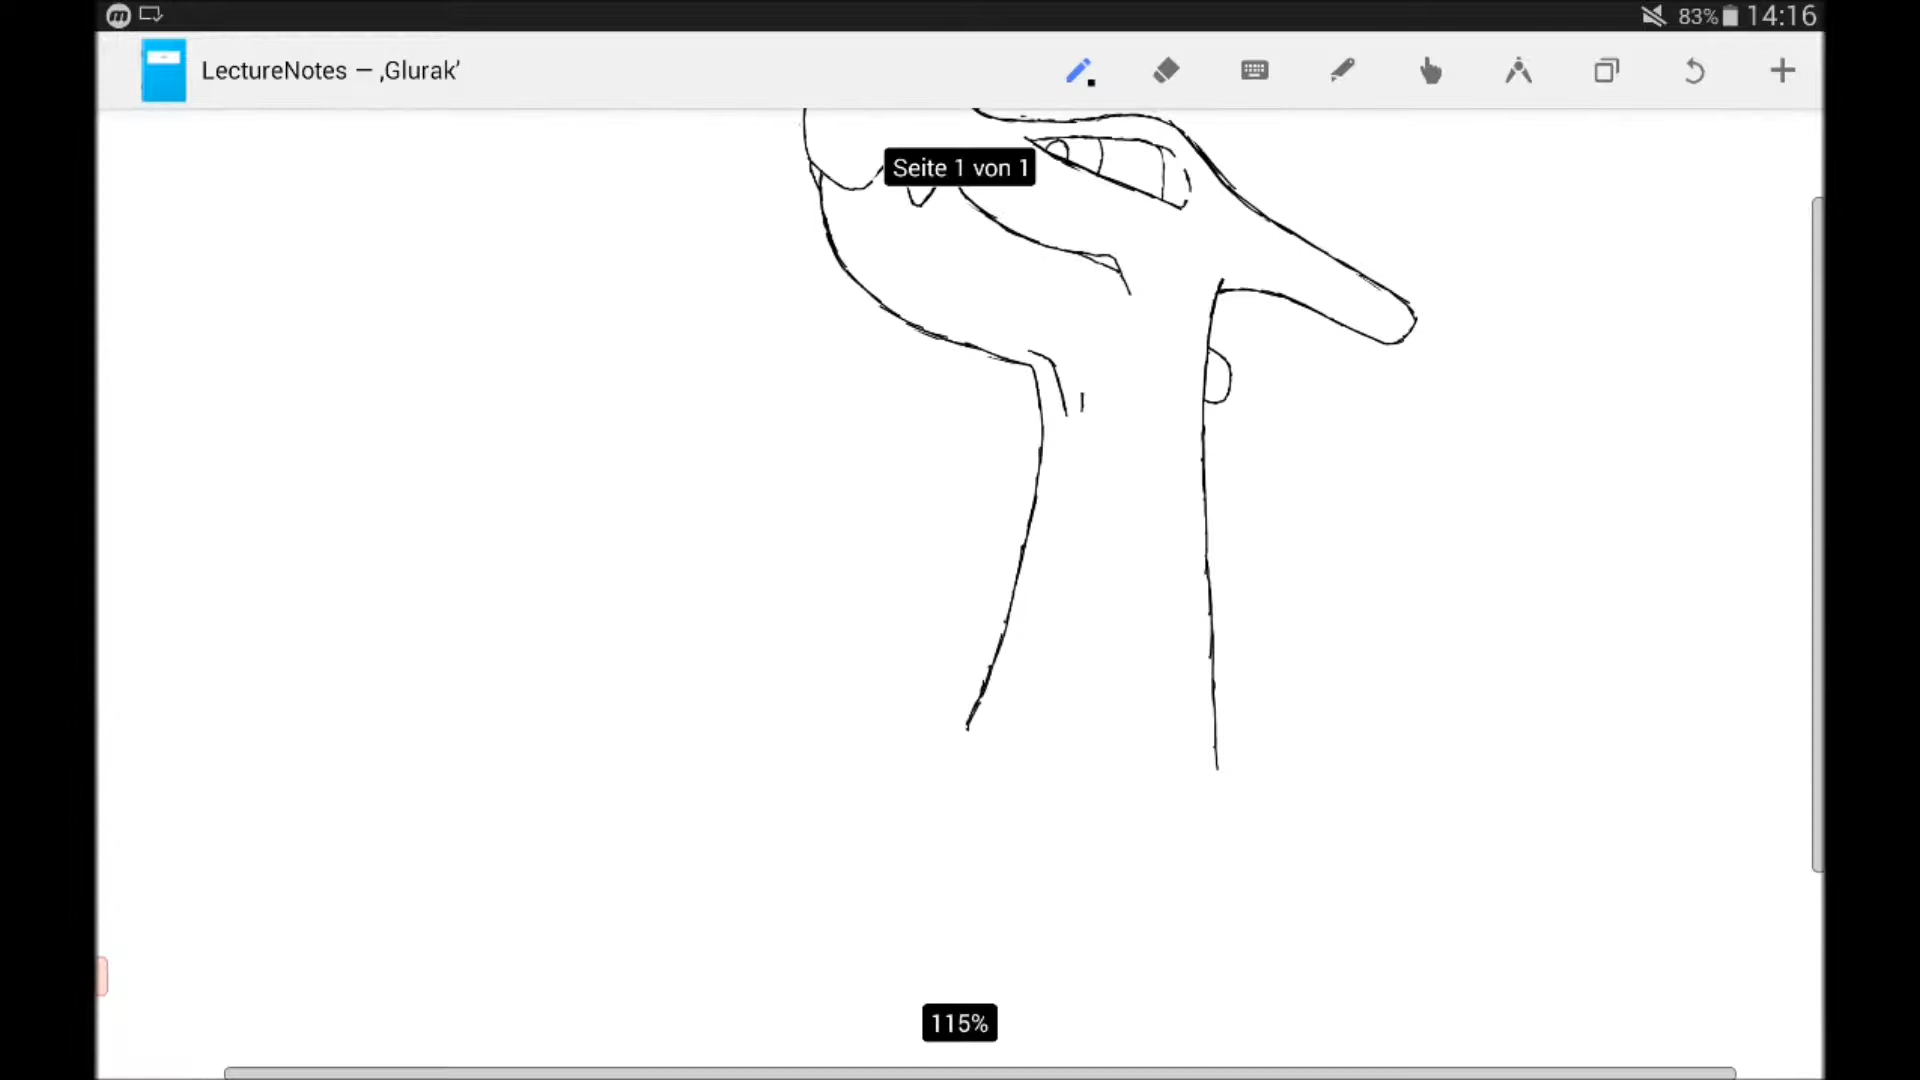 83% 14:16
LectureNotes – ‚Glurak’
Seite 1 von 1
115%